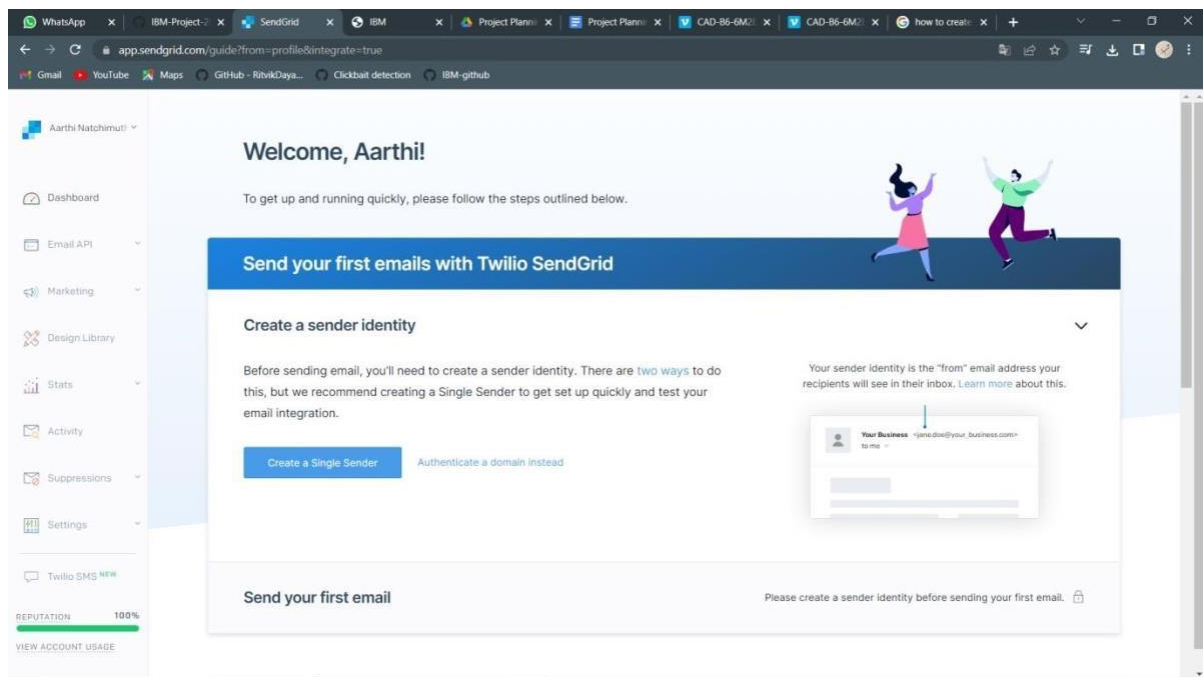 WhatsApp
IBM-Project-2
SendGrid
IBM
Project Planni
Project Planni
CAD-B6-6M2
CAD-B6-6M2
how to create
app.sendgrid.com/guide?from=profile&integrate=true
Gmail
YouTube
Maps
GitHub - RitvikDaya...
Clickbait detection
IBM-github
Aarthi Natchimut
Dashboard
Email API
Marketing
Design Library
Stats
Activity
Suppressions
Settings
Twilio SMS NEW
REPUTATION 100%
VIEW ACCOUNT USAGE
Welcome, Aarthi!
To get up and running quickly, please follow the steps outlined below.
Send your first emails with Twilio SendGrid
Create a sender identity
Before sending email, you'll need to create a sender identity. There are two ways to do
this, but we recommend creating a Single Sender to get set up quickly and test your
email integration.
Create a Single Sender
Authenticate a domain instead
Your sender identity is the "from" email address your
recipients will see in their inbox. Learn more about this.
Your Business <jane.doe@your_business.com>
to me
Send your first email
Please create a sender identity before sending your first email.